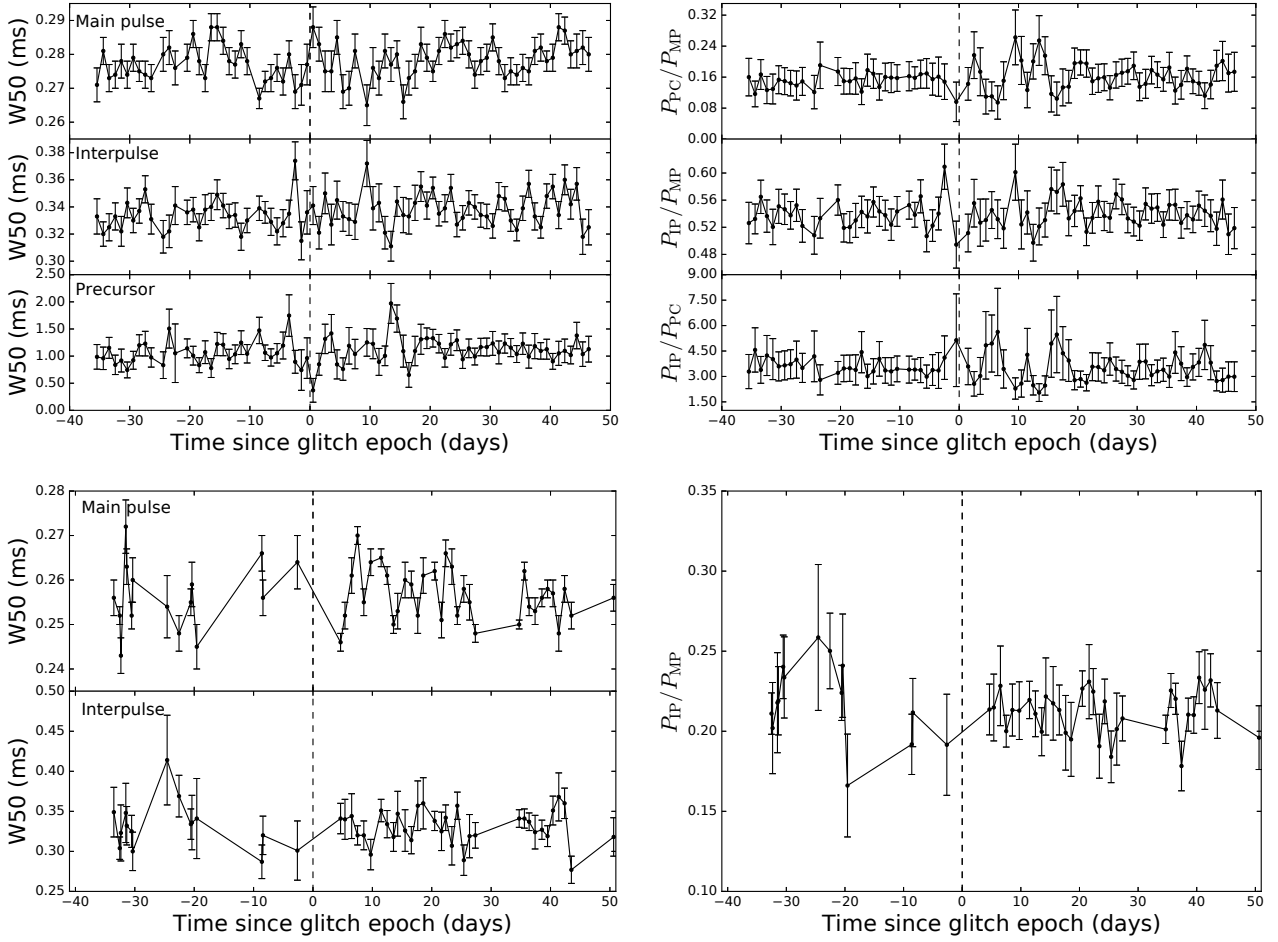 Main pulse
W50 (ms)
0.29
0.28
0.27
0.26
Interpulse
W50 (ms)
0.38
0.36
0.34
0.32
0.30
Precursor
W50 (ms)
2.50
2.00
1.50
1.00
0.50
0.00
−40 −30 −20 −10 0 10 20 30 40 50
Time since glitch epoch (days)
P_PC/P_MP
0.32
0.24
0.16
0.08
0.00
P_IP/P_MP
0.60
0.56
0.52
0.48
P_IP/P_PC
9.00
7.50
6.00
4.50
3.00
1.50
−40 −30 −20 −10 0 10 20 30 40 50
Time since glitch epoch (days)
Main pulse
W50 (ms)
0.28
0.27
0.26
0.25
0.24
Interpulse
W50 (ms)
0.50
0.45
0.40
0.35
0.30
0.25
−40 −30 −20 −10 0 10 20 30 40 50
Time since glitch epoch (days)
P_IP/P_MP
0.35
0.30
0.25
0.20
0.15
0.10
−40 −30 −20 −10 0 10 20 30 40 50
Time since glitch epoch (days)